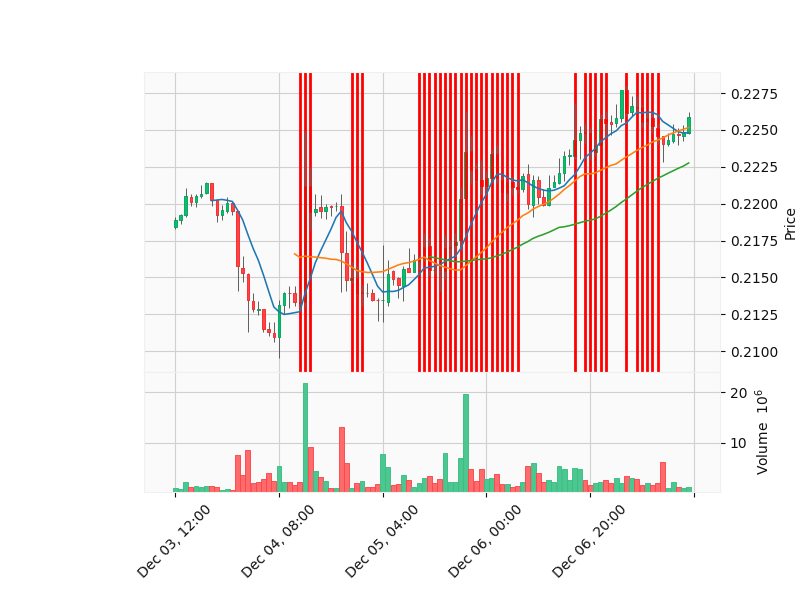 0.2275
0.2250
0.2225
0.2200
0.2175
0.2150
0.2125
0.2100
Price
20
10
Volume 10^6
Dec 03, 12:00
Dec 04, 08:00
Dec 05, 04:00
Dec 06, 00:00
Dec 06, 20:00